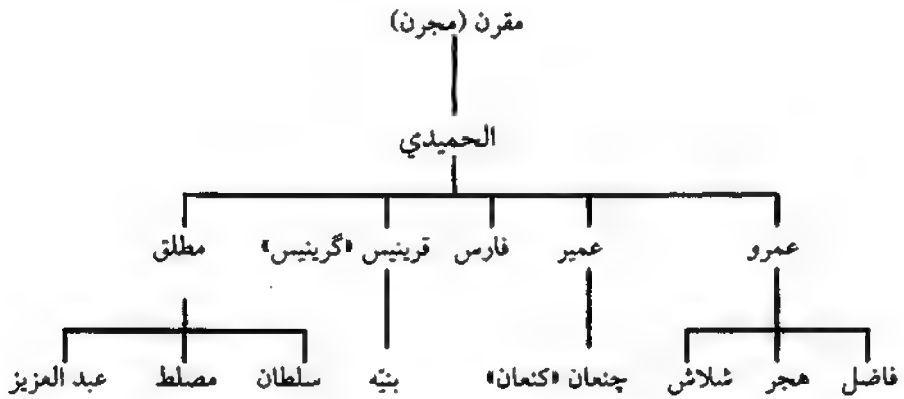 مقرن (مجرن)
الحميدي
عمرو عمير فارس قرينيس «گرينيس» مطلق
فاضل هجر شلاش چنعان «كنعان» بنيّه سلطان مصلط عبد العزيز